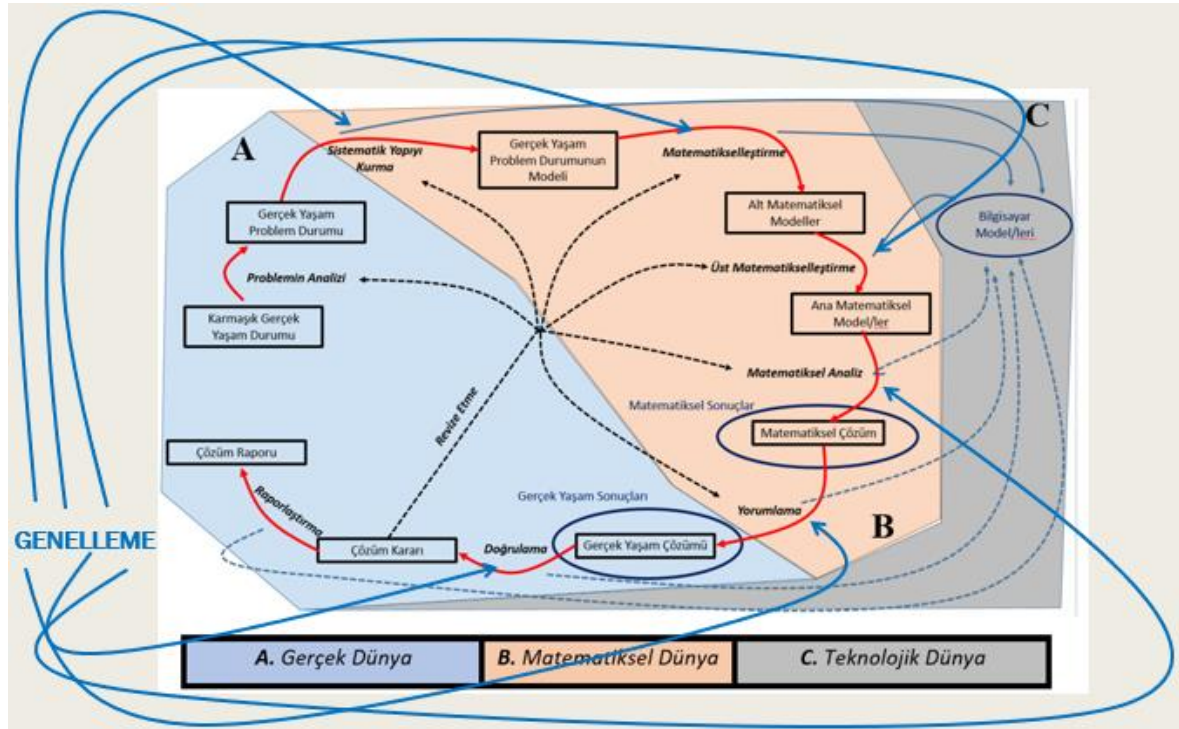 A
C
Sistematik Yapıyı
Kurma
Gerçek Yaşam
Problem Durumunun
Modeli
Matematikselleştirme
Gerçek Yaşam
Problem Durumu
Alt Matematiksel
Modeller
Bilgisayar
Model/leri
Problemin Analizi
Üst Matematikselleştirme
Karmaşık Gerçek
Yaşam Durumu
Ana Matematiksel
Model/ler
Matematiksel Analiz
Revize Etme
Matematiksel Sonuçlar
Matematiksel Çözüm
Çözüm Raporu
Raporlaştırma
Gerçek Yaşam Sonuçları
Yorumlama
B
GENELLEME
Çözüm Kararı
Doğrulama
Gerçek Yaşam Çözümü
A. Gerçek Dünya
B. Matematiksel Dünya
C. Teknolojik Dünya